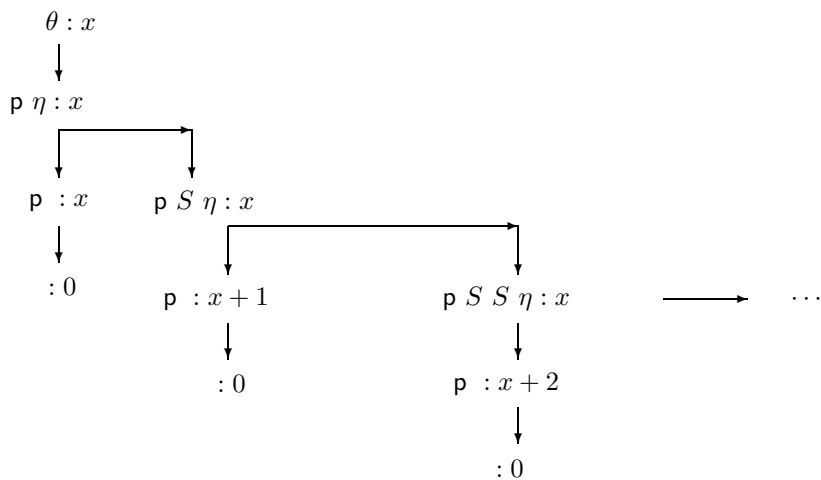 θ : x
p η : x
p : x p S η : x
: 0 p : x + 1 p S S η : x ⋯
: 0 p : x + 2
: 0